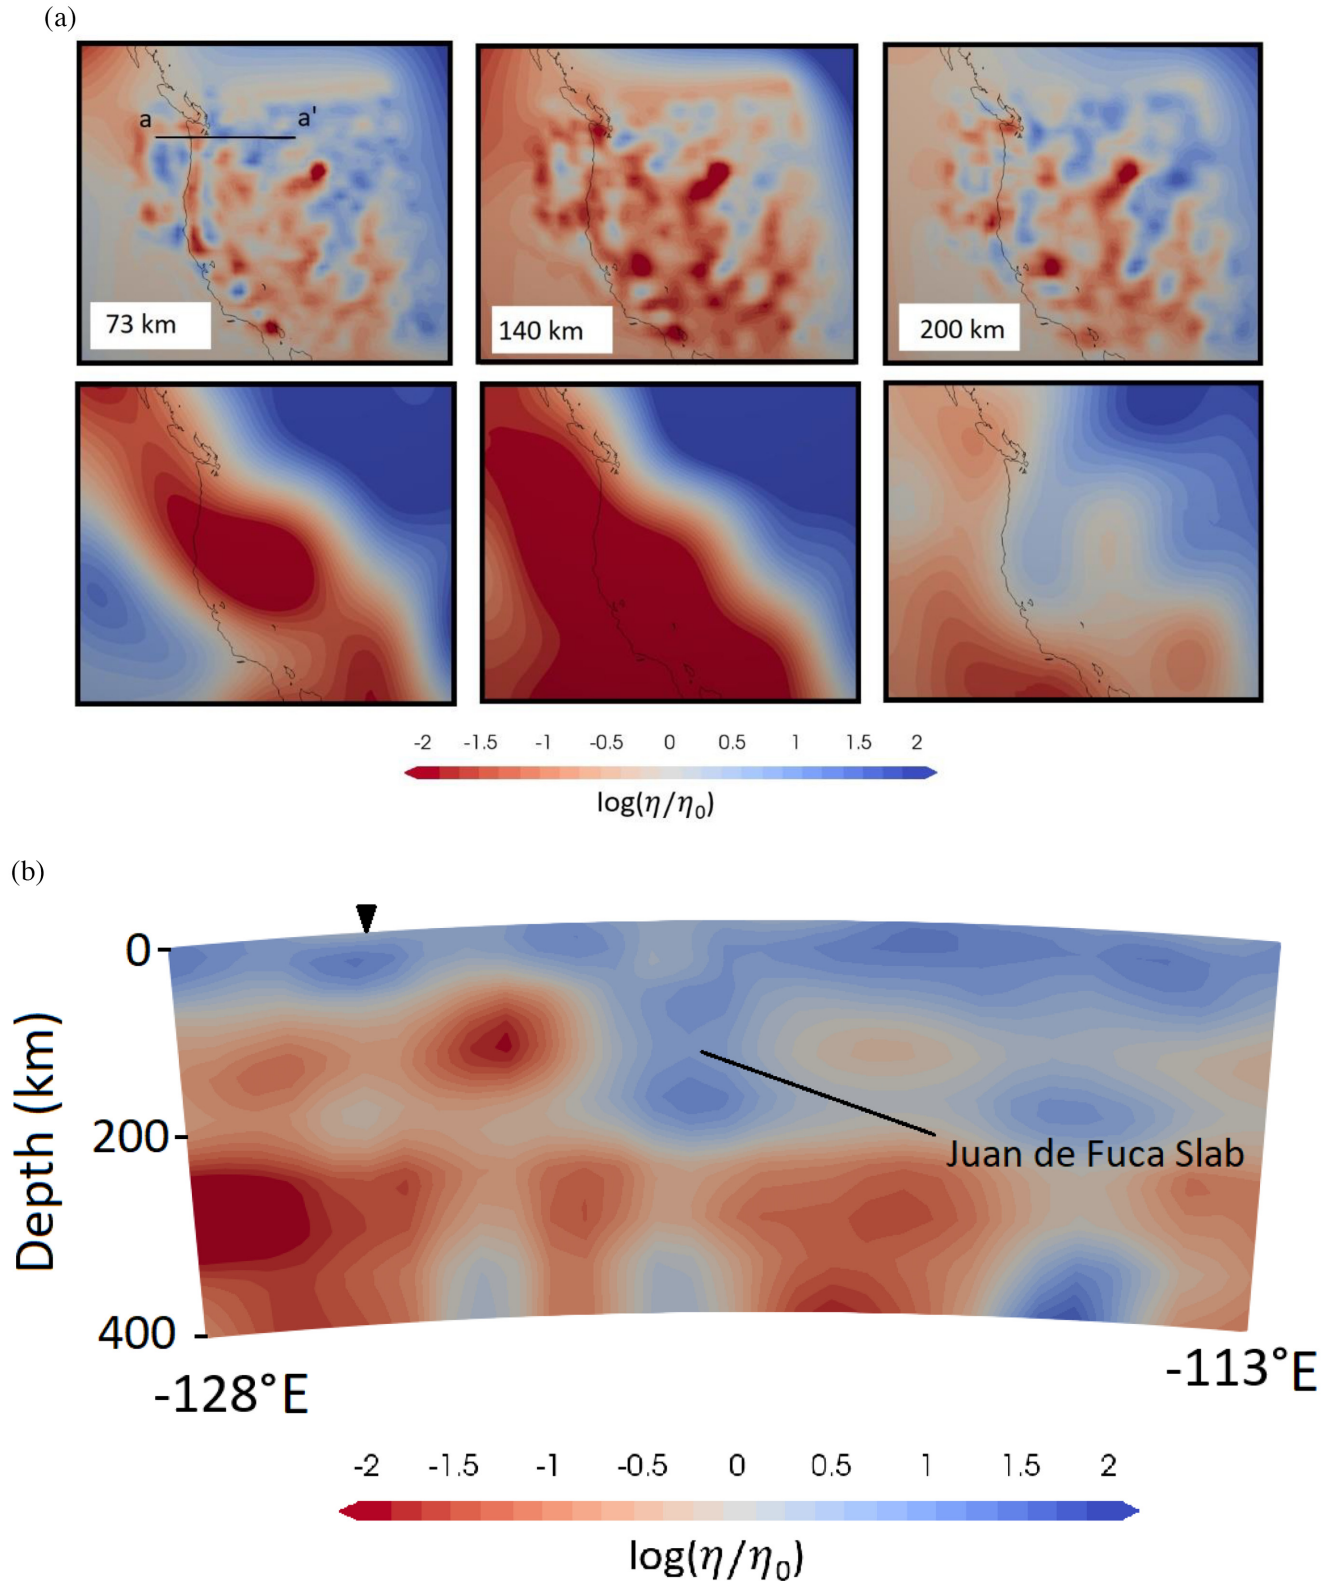 (a)
a a'
73 km
140 km
200 km
-2 -1.5 -1 -0.5 0 0.5 1 1.5 2
log(η/η₀)
(b)
0
200
400
Depth (km)
Juan de Fuca Slab
-128°E
-113°E
-2 -1.5 -1 -0.5 0 0.5 1 1.5 2
log(η/η₀)